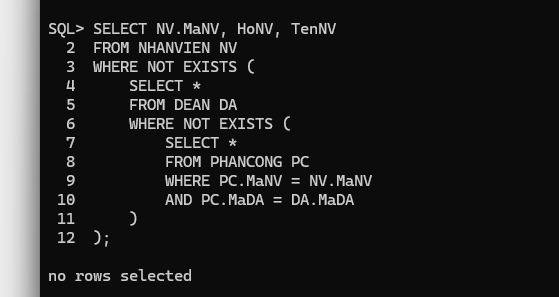 SQL> SELECT NV.MaNV, HoNV, TenNV
  2  FROM NHANVIEN NV
  3  WHERE NOT EXISTS (
  4      SELECT *
  5      FROM DEAN DA
  6      WHERE NOT EXISTS (
  7          SELECT *
  8          FROM PHANCONG PC
  9          WHERE PC.MaNV = NV.MaNV
 10          AND PC.MaDA = DA.MaDA
 11      )
 12  );
no rows selected